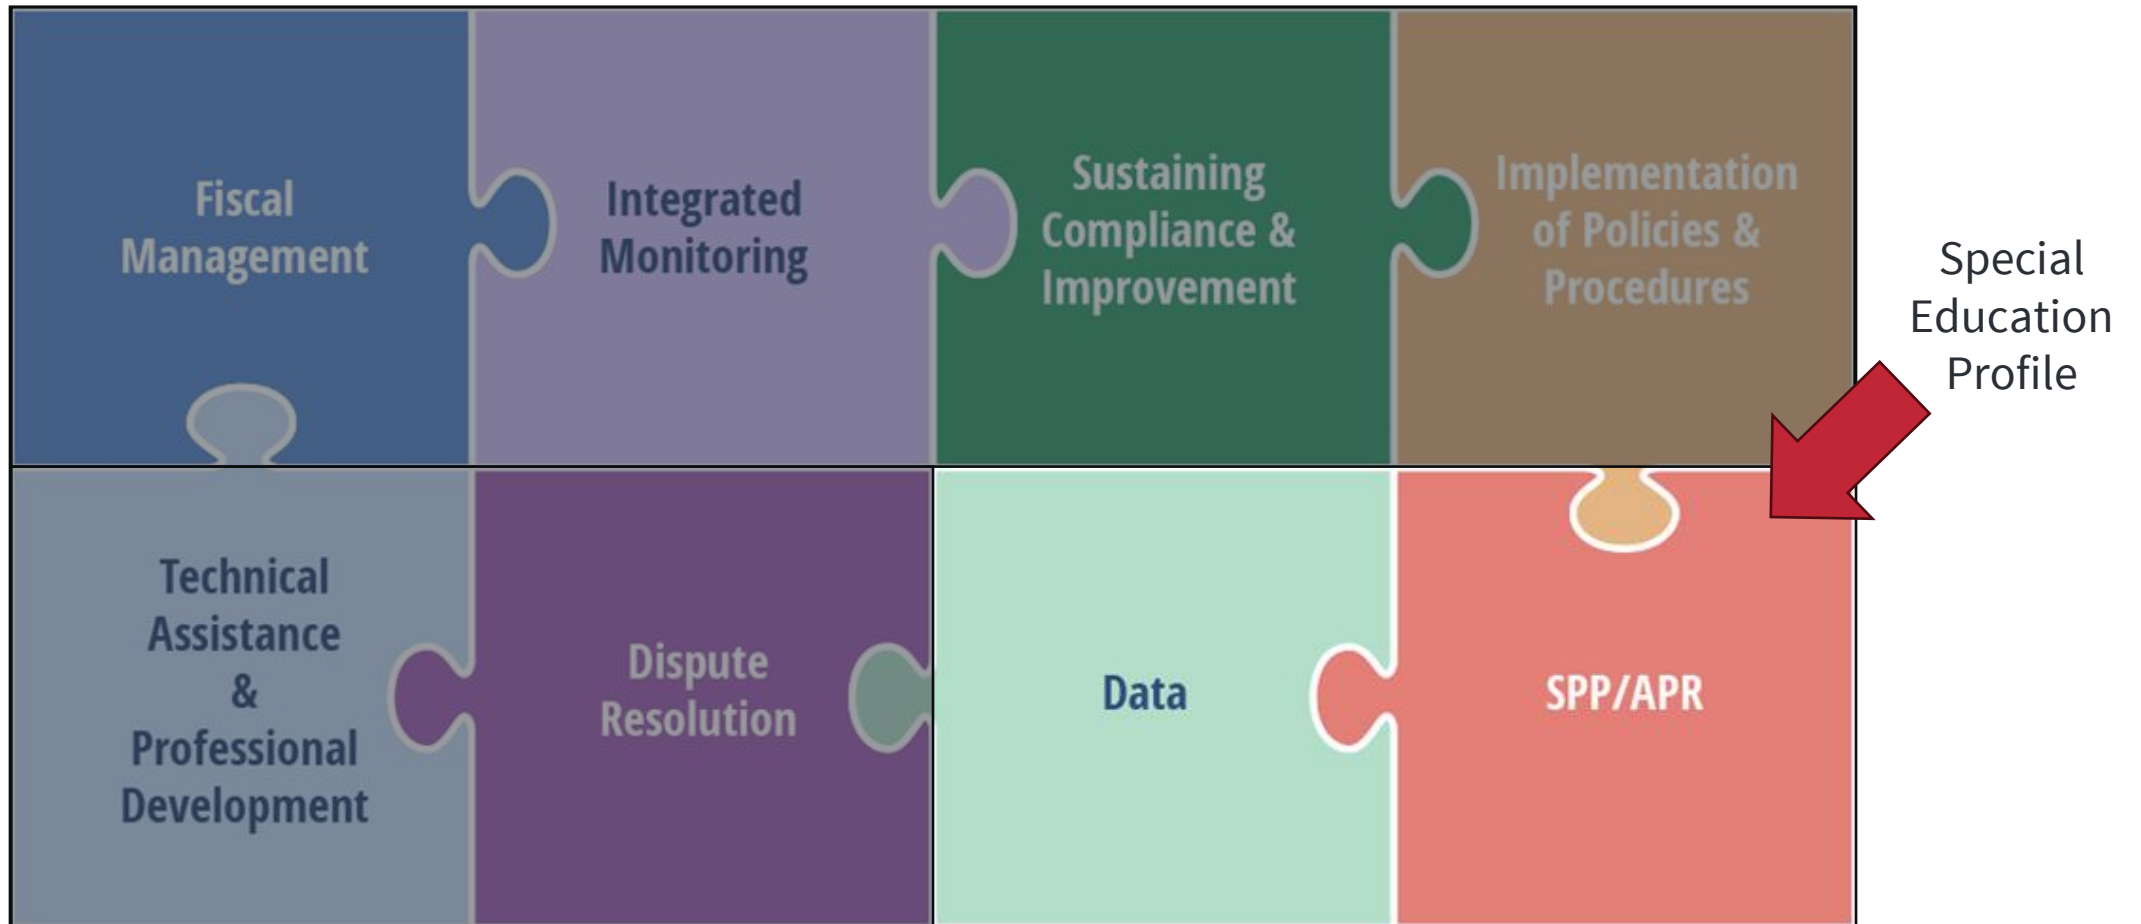 Fiscal
Management
Integrated
Monitoring
Sustaining
Compliance &
Improvement
Implementation
of Policies &
Procedures
Special
Education
Profile
Technical
Assistance
&
Professional
Development
Dispute
Resolution
Data
SPP/APR